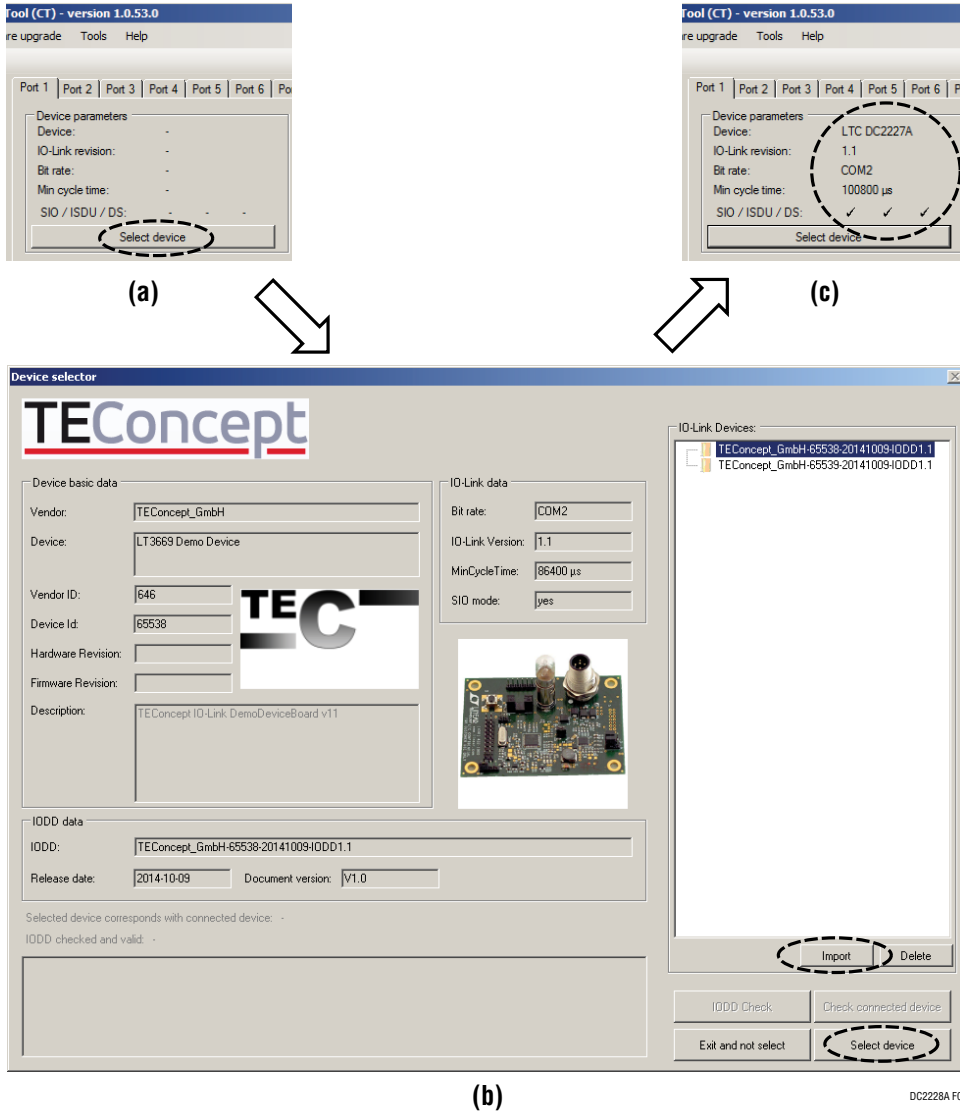 Tool (CT) - version 1.0.53.0
re upgrade Tools Help
Port 1 Port 2 Port 3 Port 4 Port 5 Port 6 Po
Device parameters
Device: -
IO-Link revision: -
Bit rate: -
Min cycle time: -
SIO / ISDU / DS: - - -
Select device
(a)
Tool (CT) - version 1.0.53.0
re upgrade Tools Help
Port 1 Port 2 Port 3 Port 4 Port 5 Port 6 P
Device parameters
Device: LTC DC2227A
IO-Link revision: 1.1
Bit rate: COM2
Min cycle time: 100800 µs
SIO / ISDU / DS: ✓ ✓ ✓
Select device
(c)
Device selector
TEConcept
Device basic data
Vendor: TEConcept_GmbH
Device: LT3669 Demo Device
Vendor ID: 646
Device Id: 65538
Hardware Revision:
Firmware Revision:
Description: TEConcept IO-Link DemoDeviceBoard v11
TEC
IO-Link data
Bit rate: COM2
IO-Link Version: 1.1
MinCycleTime: 86400 µs
SIO mode: yes
IODD data
IODD: TEConcept_GmbH-65538-20141009-IODD1.1
Release date: 2014-10-09 Document version: V1.0
Selected device corresponds with connected device: -
IODD checked and valid: -
IO-Link Devices:
TEConcept_GmbH-65538-20141009-IODD1.1
TEConcept_GmbH-65539-20141009-IODD1.1
Import Delete
IODD Check Check connected device
Exit and not select Select device
(b)
DC2228A F0